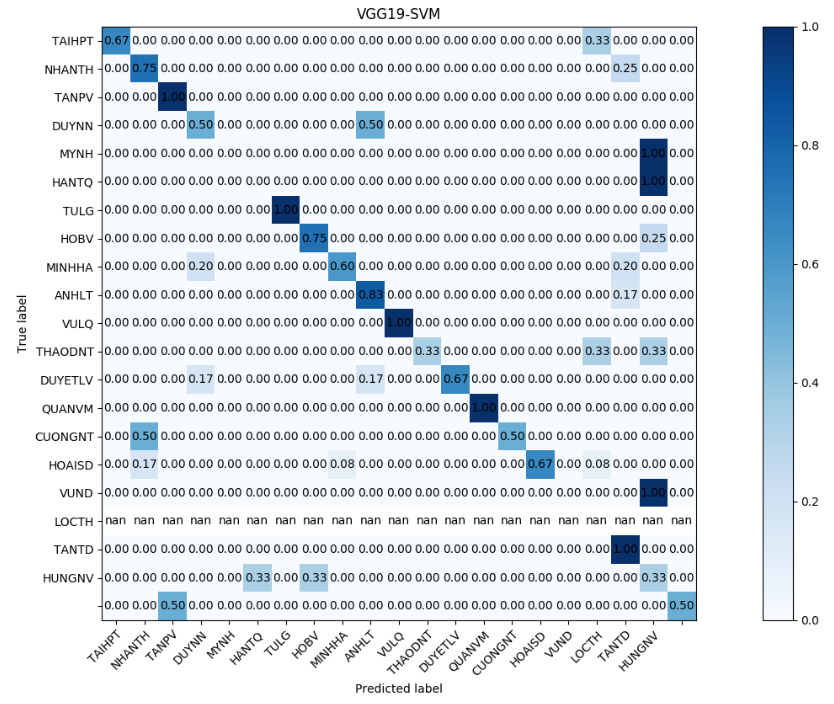 VGG19-SVM
TAIHPT 0.67 0.00 0.00 0.00 0.00 0.00 0.00 0.00 0.00 0.00 0.00 0.00 0.00 0.00 0.00 0.00 0.00 0.33 0.00 0.00 0.00
NHANTH 0.00 0.75 0.00 0.00 0.00 0.00 0.00 0.00 0.00 0.00 0.00 0.00 0.00 0.00 0.00 0.00 0.00 0.00 0.25 0.00 0.00
TANPV 0.00 0.00 1.00 0.00 0.00 0.00 0.00 0.00 0.00 0.00 0.00 0.00 0.00 0.00 0.00 0.00 0.00 0.00 0.00 0.00 0.00
DUYNN 0.00 0.00 0.00 0.50 0.00 0.00 0.00 0.00 0.00 0.50 0.00 0.00 0.00 0.00 0.00 0.00 0.00 0.00 0.00 0.00 0.00
MYNH 0.00 0.00 0.00 0.00 0.00 0.00 0.00 0.00 0.00 0.00 0.00 0.00 0.00 0.00 0.00 0.00 0.00 0.00 0.00 1.00 0.00
HANTQ 0.00 0.00 0.00 0.00 0.00 0.00 0.00 0.00 0.00 0.00 0.00 0.00 0.00 0.00 0.00 0.00 0.00 0.00 0.00 1.00 0.00
TULG 0.00 0.00 0.00 0.00 0.00 0.00 1.00 0.00 0.00 0.00 0.00 0.00 0.00 0.00 0.00 0.00 0.00 0.00 0.00 0.00 0.00
HOBV 0.00 0.00 0.00 0.00 0.00 0.00 0.00 0.75 0.00 0.00 0.00 0.00 0.00 0.00 0.00 0.00 0.00 0.00 0.00 0.25 0.00
MINHHA 0.00 0.00 0.00 0.20 0.00 0.00 0.00 0.00 0.60 0.00 0.00 0.00 0.00 0.00 0.00 0.00 0.00 0.00 0.20 0.00 0.00
ANHLT 0.00 0.00 0.00 0.00 0.00 0.00 0.00 0.00 0.00 0.83 0.00 0.00 0.00 0.00 0.00 0.00 0.00 0.00 0.17 0.00 0.00
VULQ 0.00 0.00 0.00 0.00 0.00 0.00 0.00 0.00 0.00 0.00 1.00 0.00 0.00 0.00 0.00 0.00 0.00 0.00 0.00 0.00 0.00
THAODNT 0.00 0.00 0.00 0.00 0.00 0.00 0.00 0.00 0.00 0.00 0.00 0.33 0.00 0.00 0.00 0.00 0.00 0.33 0.00 0.33 0.00
DUYETLV 0.00 0.00 0.00 0.17 0.00 0.00 0.00 0.00 0.00 0.17 0.00 0.00 0.67 0.00 0.00 0.00 0.00 0.00 0.00 0.00 0.00
QUANVM 0.00 0.00 0.00 0.00 0.00 0.00 0.00 0.00 0.00 0.00 0.00 0.00 0.00 1.00 0.00 0.00 0.00 0.00 0.00 0.00 0.00
CUONGNT 0.00 0.50 0.00 0.00 0.00 0.00 0.00 0.00 0.00 0.00 0.00 0.00 0.00 0.00 0.50 0.00 0.00 0.00 0.00 0.00 0.00
HOAISD 0.00 0.17 0.00 0.00 0.00 0.00 0.00 0.00 0.08 0.00 0.00 0.00 0.00 0.00 0.00 0.67 0.00 0.08 0.00 0.00 0.00
VUND 0.00 0.00 0.00 0.00 0.00 0.00 0.00 0.00 0.00 0.00 0.00 0.00 0.00 0.00 0.00 0.00 0.00 0.00 0.00 1.00 0.00
LOCTH nan nan nan nan nan nan nan nan nan nan nan nan nan nan nan nan nan nan nan nan nan
TANTD 0.00 0.00 0.00 0.00 0.00 0.00 0.00 0.00 0.00 0.00 0.00 0.00 0.00 0.00 0.00 0.00 0.00 0.00 1.00 0.00 0.00
HUNGNV 0.00 0.00 0.00 0.00 0.00 0.33 0.00 0.33 0.00 0.00 0.00 0.00 0.00 0.00 0.00 0.00 0.00 0.00 0.00 0.33 0.00
0.00 0.00 0.50 0.00 0.00 0.00 0.00 0.00 0.00 0.00 0.00 0.00 0.00 0.00 0.00 0.00 0.00 0.00 0.00 0.00 0.50
TAIHPT NHANTH TANPV DUYNN MYNH HANTQ TULG HOBV MINHHA ANHLT VULQ THAODNT DUYETLV QUANVM CUONGNT HOAISD VUND LOCTH TANTD HUNGNV
Predicted label
True label
1.0
0.8
0.6
0.4
0.2
0.0